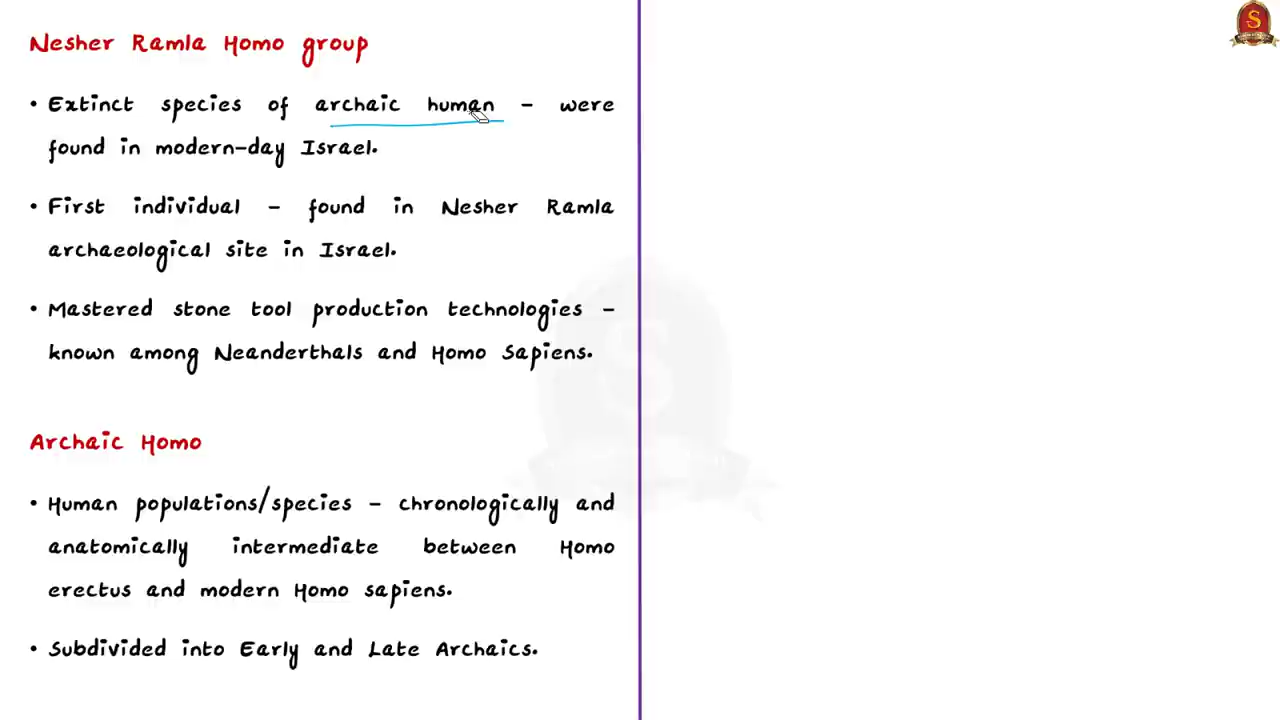 Nesher Ramla Homo group
• Extinct species of archaic human – were
found in modern-day Israel.
• First individual – found in Nesher Ramla
archaeological site in Israel.
• Mastered stone tool production technologies –
known among Neanderthals and Homo Sapiens.
Archaic Homo
• Human populations/species – chronologically and
anatomically intermediate between Homo
erectus and modern Homo sapiens.
• Subdivided into Early and Late Archaics.
S
S